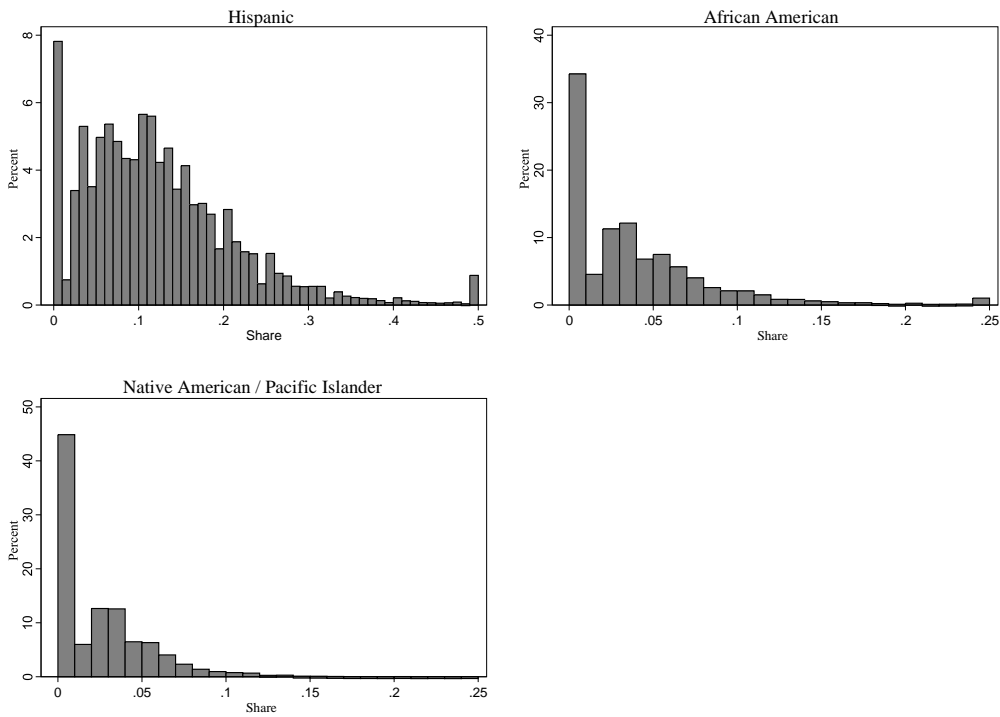 Hispanic
8
6
4
2
0
Percent
0 .1 .2 .3 .4 .5
Share
African American
40
30
20
10
0
Percent
0 .05 .1 .15 .2 .25
Share
Native American / Pacific Islander
50
40
30
20
10
0
Percent
0 .05 .1 .15 .2 .25
Share